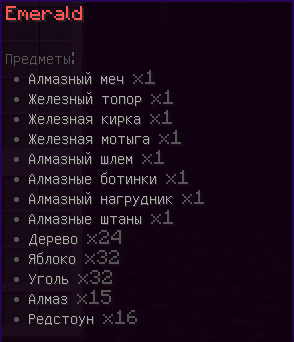 Emerald
Предметы:
• Алмазный меч x1
• Железный топор x1
• Железная кирка x1
• Железная мотыга x1
• Алмазный шлем x1
• Алмазные ботинки x1
• Алмазный нагрудник x1
• Алмазные штаны x1
• Дерево x24
• Яблоко x32
• Уголь x32
• Алмаз x15
• Редстоун x16